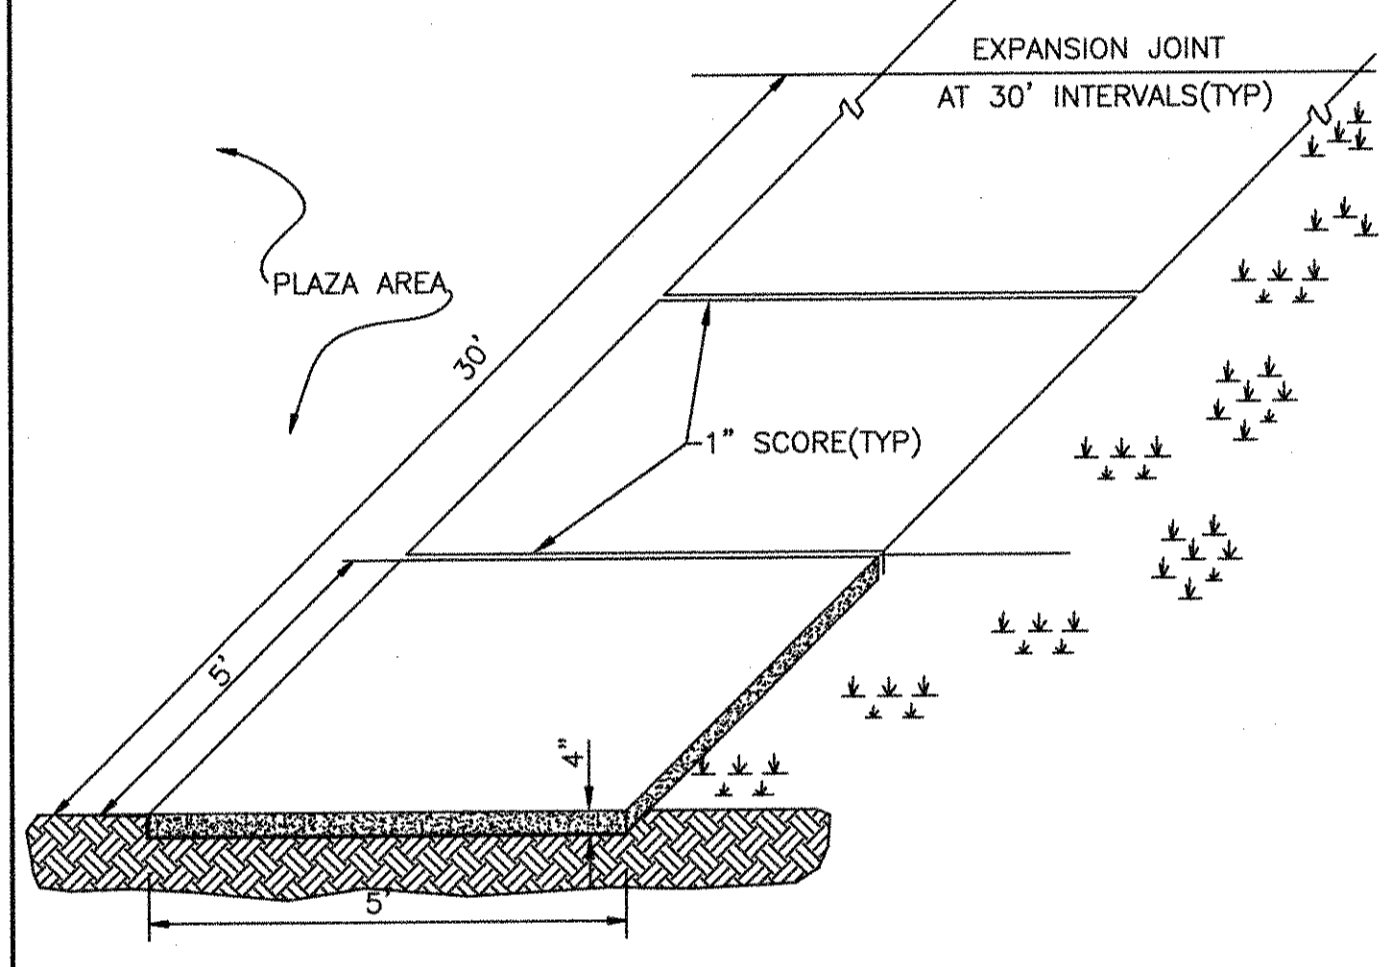 EXPANSION JOINT
AT 30' INTERVALS(TYP)
PLAZA AREA
30'
1" SCORE(TYP)
5'
4"
5'